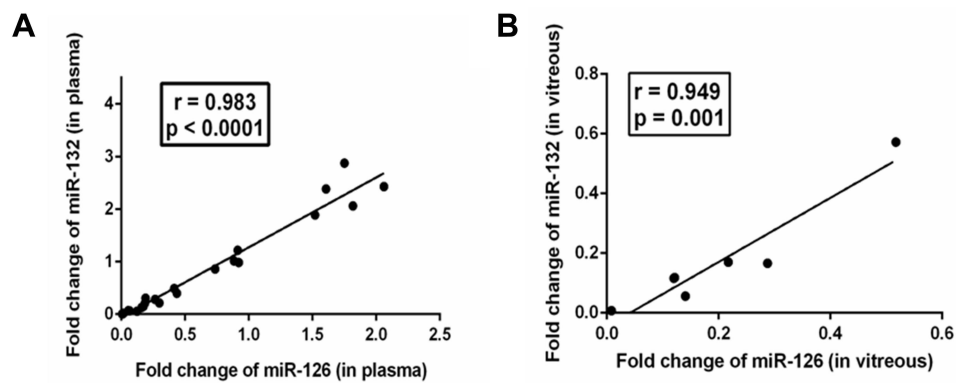 A
Fold change of miR-132 (in plasma)
r = 0.983
p < 0.0001
4
3
2
1
0
0.0 0.5 1.0 1.5 2.0 2.5
Fold change of miR-126 (in plasma)
B
Fold change of miR-132 (in vitreous)
r = 0.949
p = 0.001
0.8
0.6
0.4
0.2
0.0
0.0 0.2 0.4 0.6
Fold change of miR-126 (in vitreous)